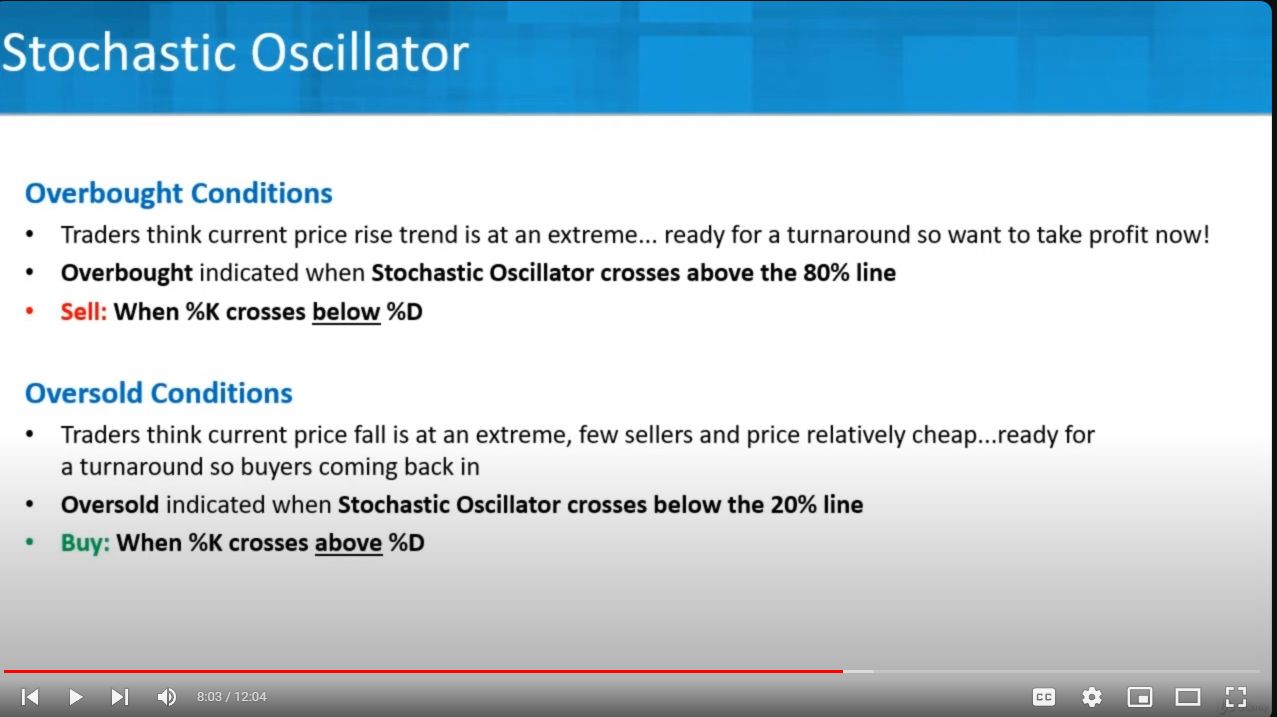 Stochastic Oscillator
Overbought Conditions
• Traders think current price rise trend is at an extreme... ready for a turnaround so want to take profit now!
• Overbought indicated when Stochastic Oscillator crosses above the 80% line
• Sell: When %K crosses below %D
Oversold Conditions
• Traders think current price fall is at an extreme, few sellers and price relatively cheap...ready for
a turnaround so buyers coming back in
• Oversold indicated when Stochastic Oscillator crosses below the 20% line
• Buy: When %K crosses above %D
8:03 / 12:04
CC